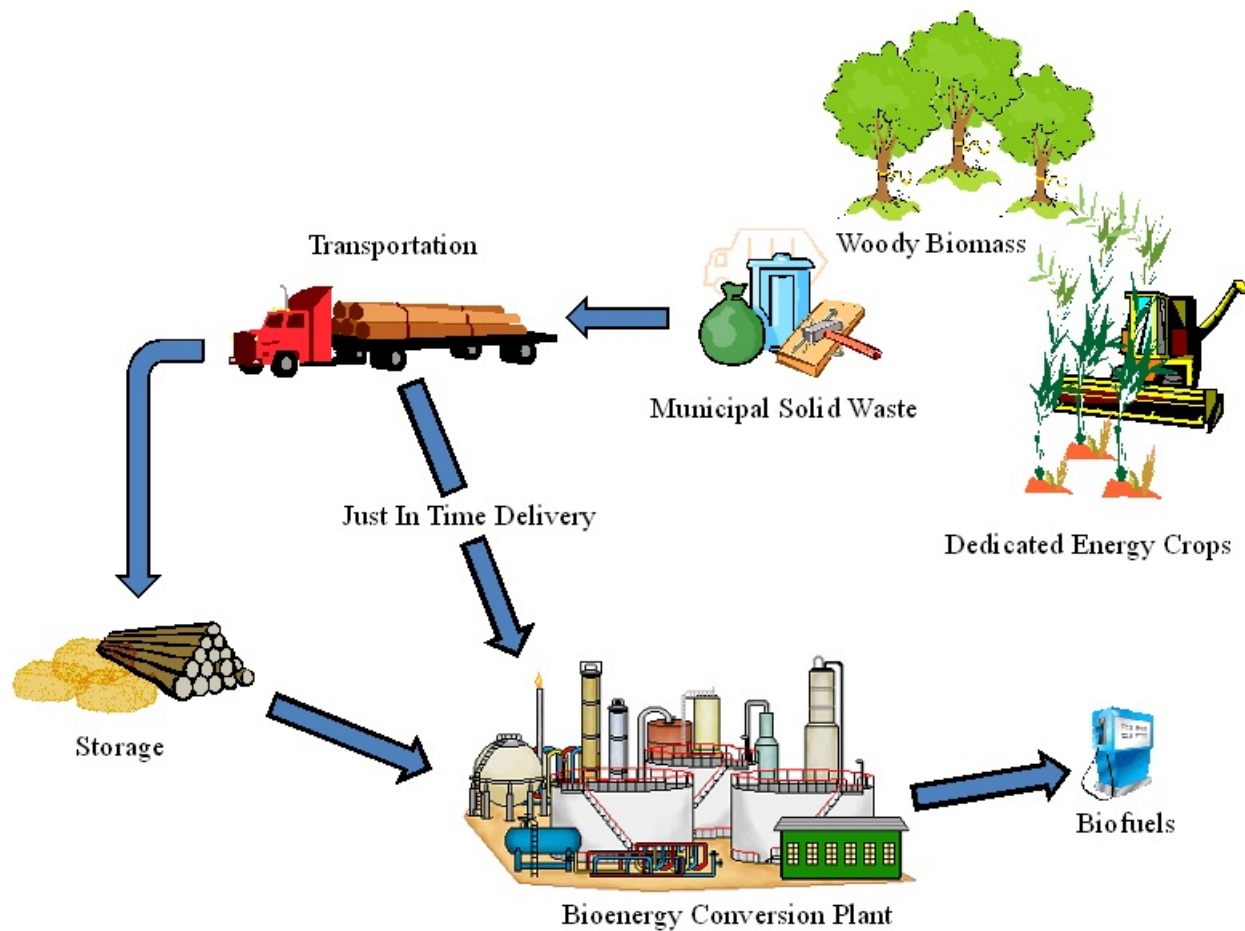 Woody Biomass
Transportation
Municipal Solid Waste
Just In Time Delivery
Dedicated Energy Crops
Storage
Biofuels
Bioenergy Conversion Plant